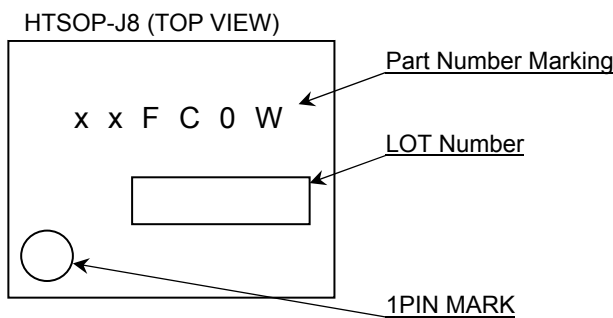 HTSOP-J8 (TOP VIEW)
Part Number Marking
x x F C 0 W
LOT Number
1PIN MARK